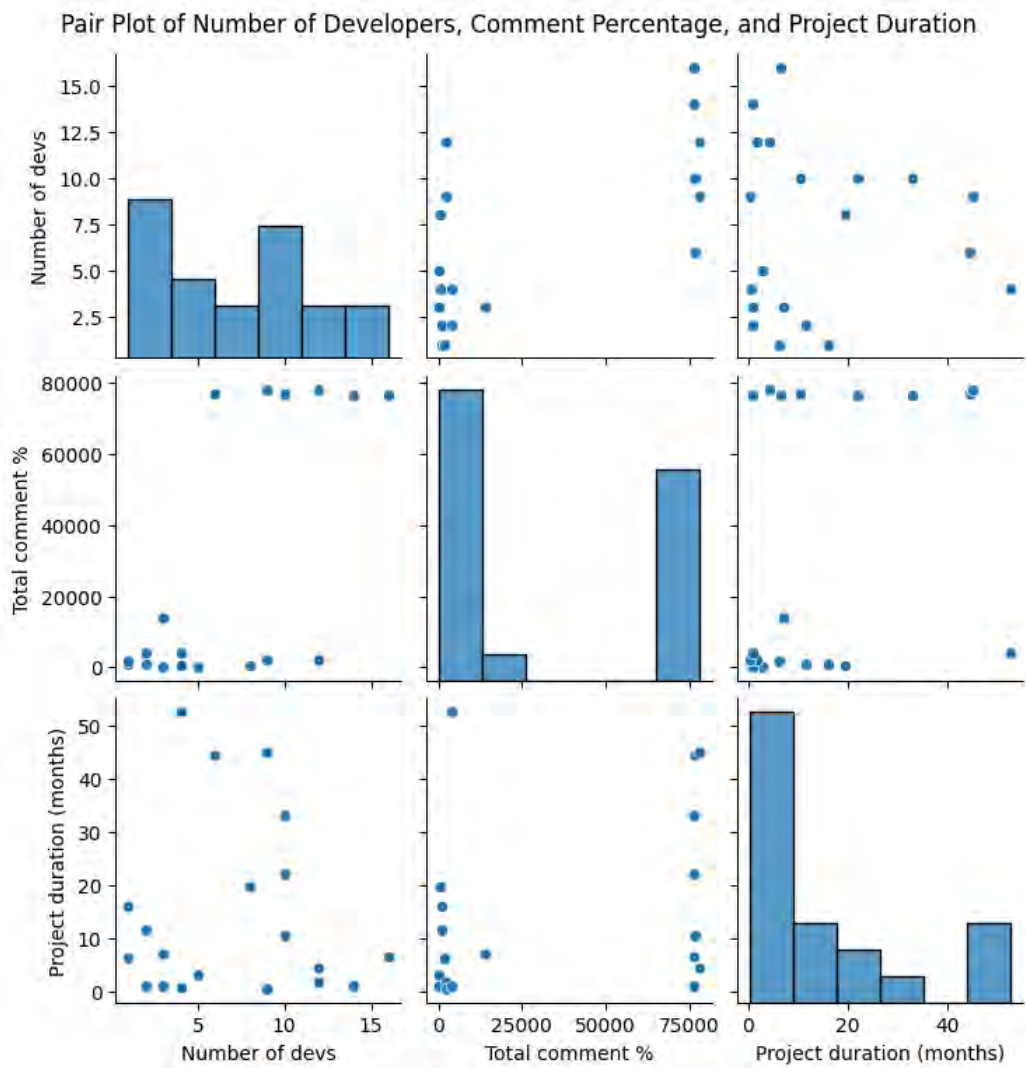 Pair Plot of Number of Developers, Comment Percentage, and Project Duration
15.0
12.5
10.0
7.5
5.0
2.5
Number of devs
80000
60000
40000
20000
0
Total comment %
50
40
30
20
10
0
Project duration (months)
5 10 15
Number of devs
0 25000 50000 75000
Total comment %
0 20 40
Project duration (months)